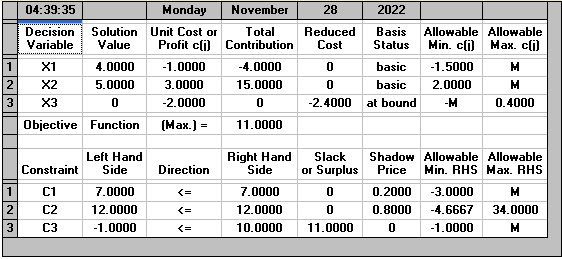 04:39:35 Monday November 28 2022
Decision Variable Solution Value Unit Cost or Profit c(j) Total Contribution Reduced Cost Basis Status Allowable Min. c(j) Allowable Max. c(j)
1 X1 4.0000 -1.0000 -4.0000 0 basic -1.5000 M
2 X2 5.0000 3.0000 15.0000 0 basic 2.0000 M
3 X3 0 -2.0000 0 -2.4000 at bound -M 0.4000
Objective Function (Max.) = 11.0000
Constraint Left Hand Side Direction Right Hand Side Slack or Surplus Shadow Price Allowable Min. RHS Allowable Max. RHS
1 C1 7.0000 <= 7.0000 0 0.2000 -3.0000 M
2 C2 12.0000 <= 12.0000 0 0.8000 -4.6667 34.0000
3 C3 -1.0000 <= 10.0000 11.0000 0 -1.0000 M